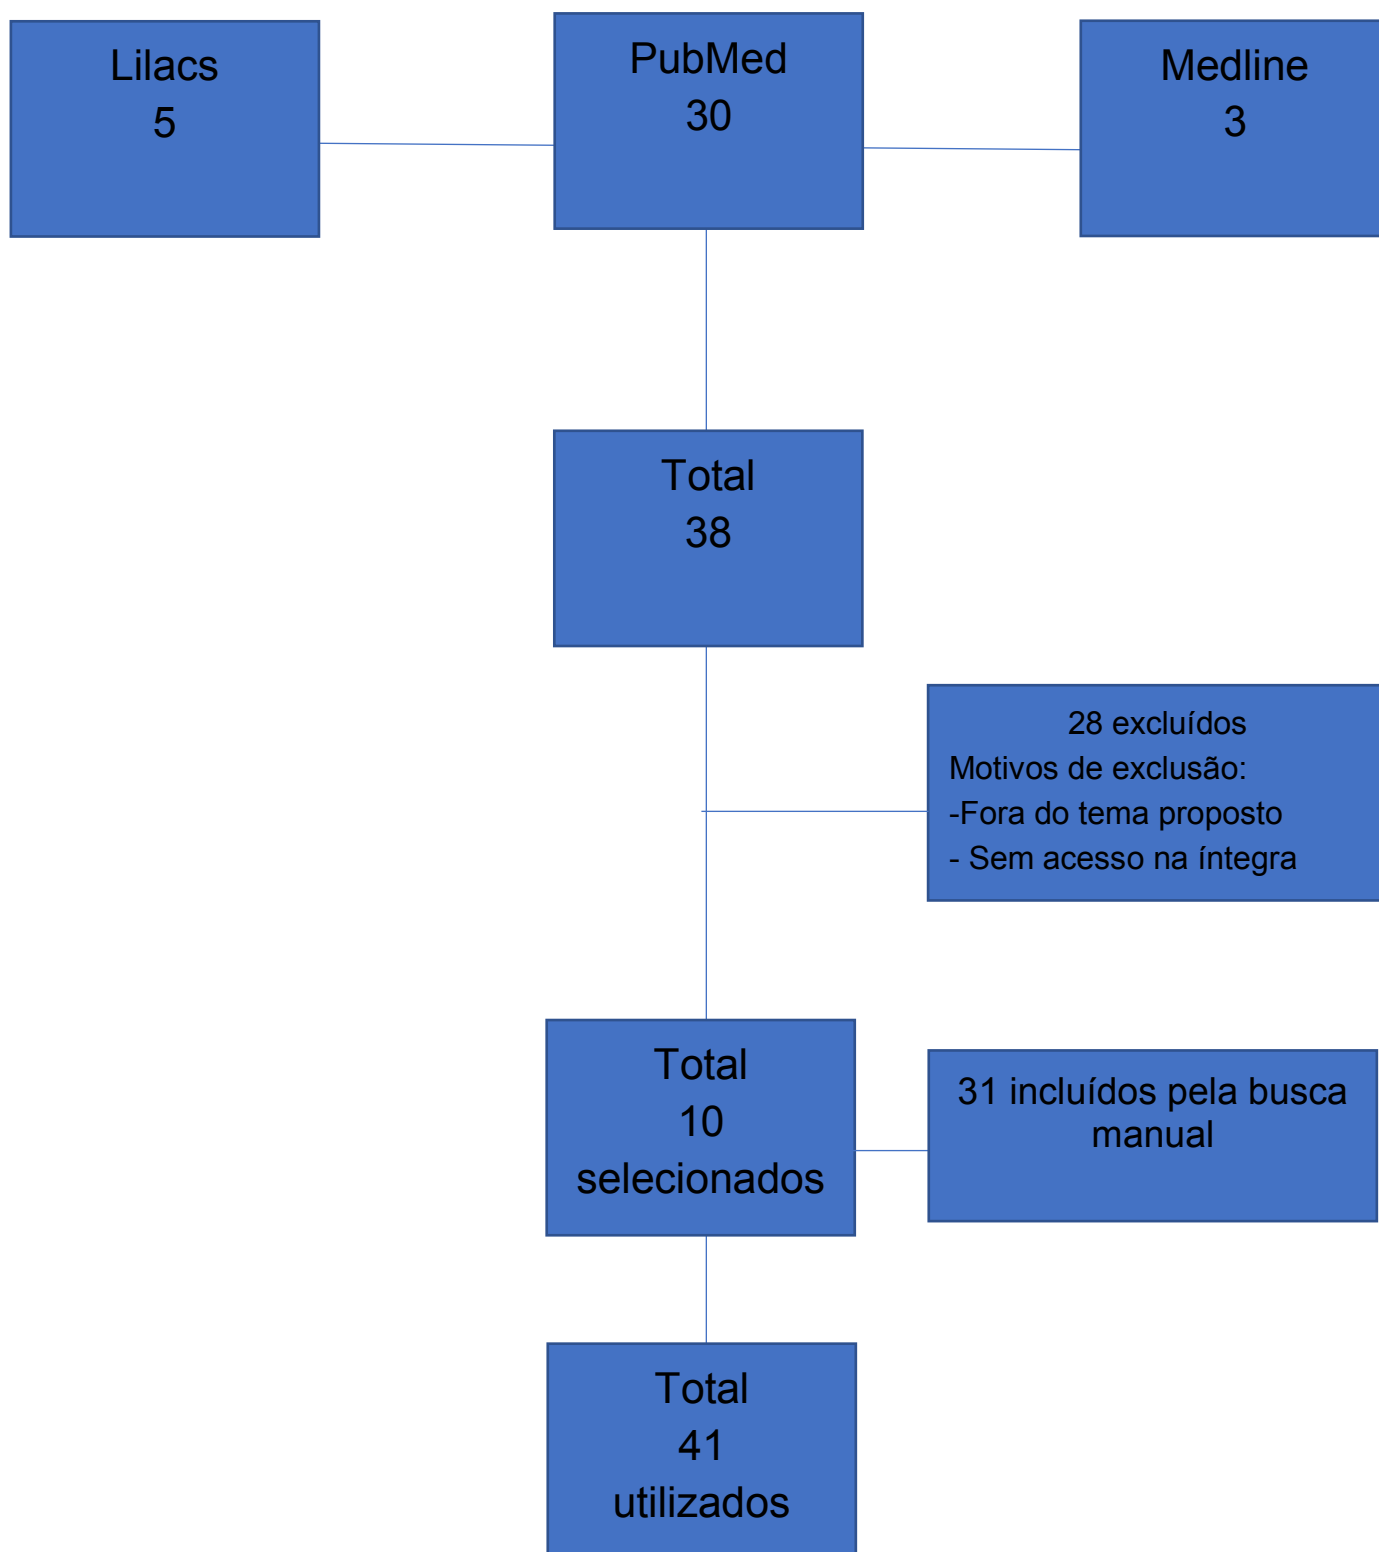 Lilacs
5
PubMed
30
Medline
3
Total
38
28 excluídos
Motivos de exclusão:
-Fora do tema proposto
- Sem acesso na íntegra
Total
10
selecionados
31 incluídos pela busca
manual
Total
41
utilizados